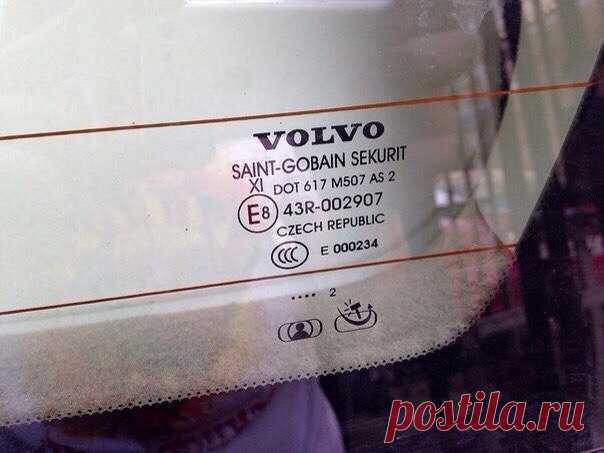 VOLVO
SAINT-GOBAIN SEKURIT
XI DOT 617 M507 AS 2
E8 43R-002907
CZECH REPUBLIC
CCC E 000234
.... 2
postila.ru